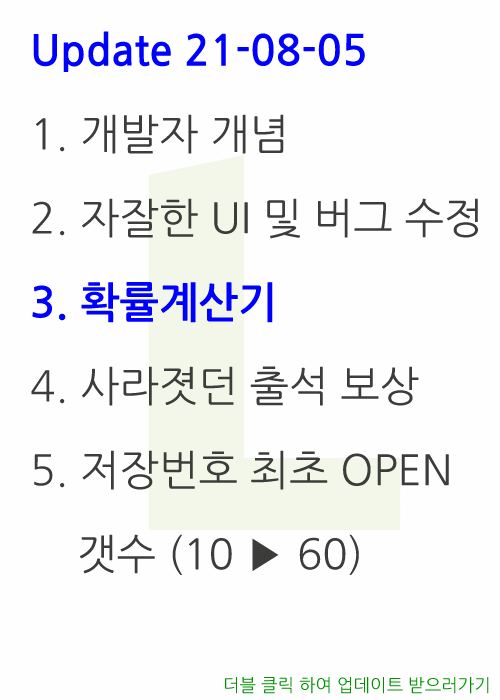 Update 21-08-05
1. 개발자 개념
2. 자잘한 UI 및 버그 수정
3. 확률계산기
4. 사라졋던 출석 보상
5. 저장번호 최초 OPEN
갯수 (10 ▶ 60)
더블 클릭 하여 업데이트 받으러가기